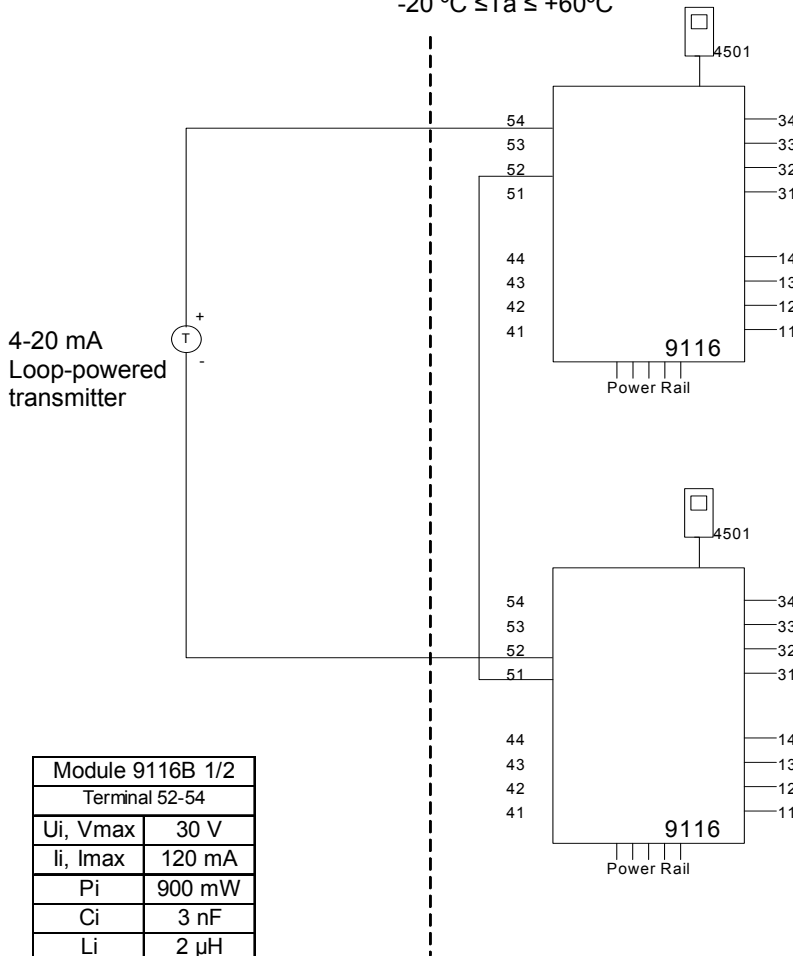 -20 ºC ≤Ta ≤ +60ºC
4501
54
53
52
51
44
43
42
41
34
33
32
31
14
13
12
11
9116
Power Rail
+
T
-
4-20 mA
Loop-powered
transmitter
4501
54
53
52
51
44
43
42
41
34
33
32
31
14
13
12
11
9116
Power Rail
Module 9116B 1/2
Terminal 52-54
Ui, Vmax 30 V
Ii, Imax 120 mA
Pi 900 mW
Ci 3 nF
Li 2 µH